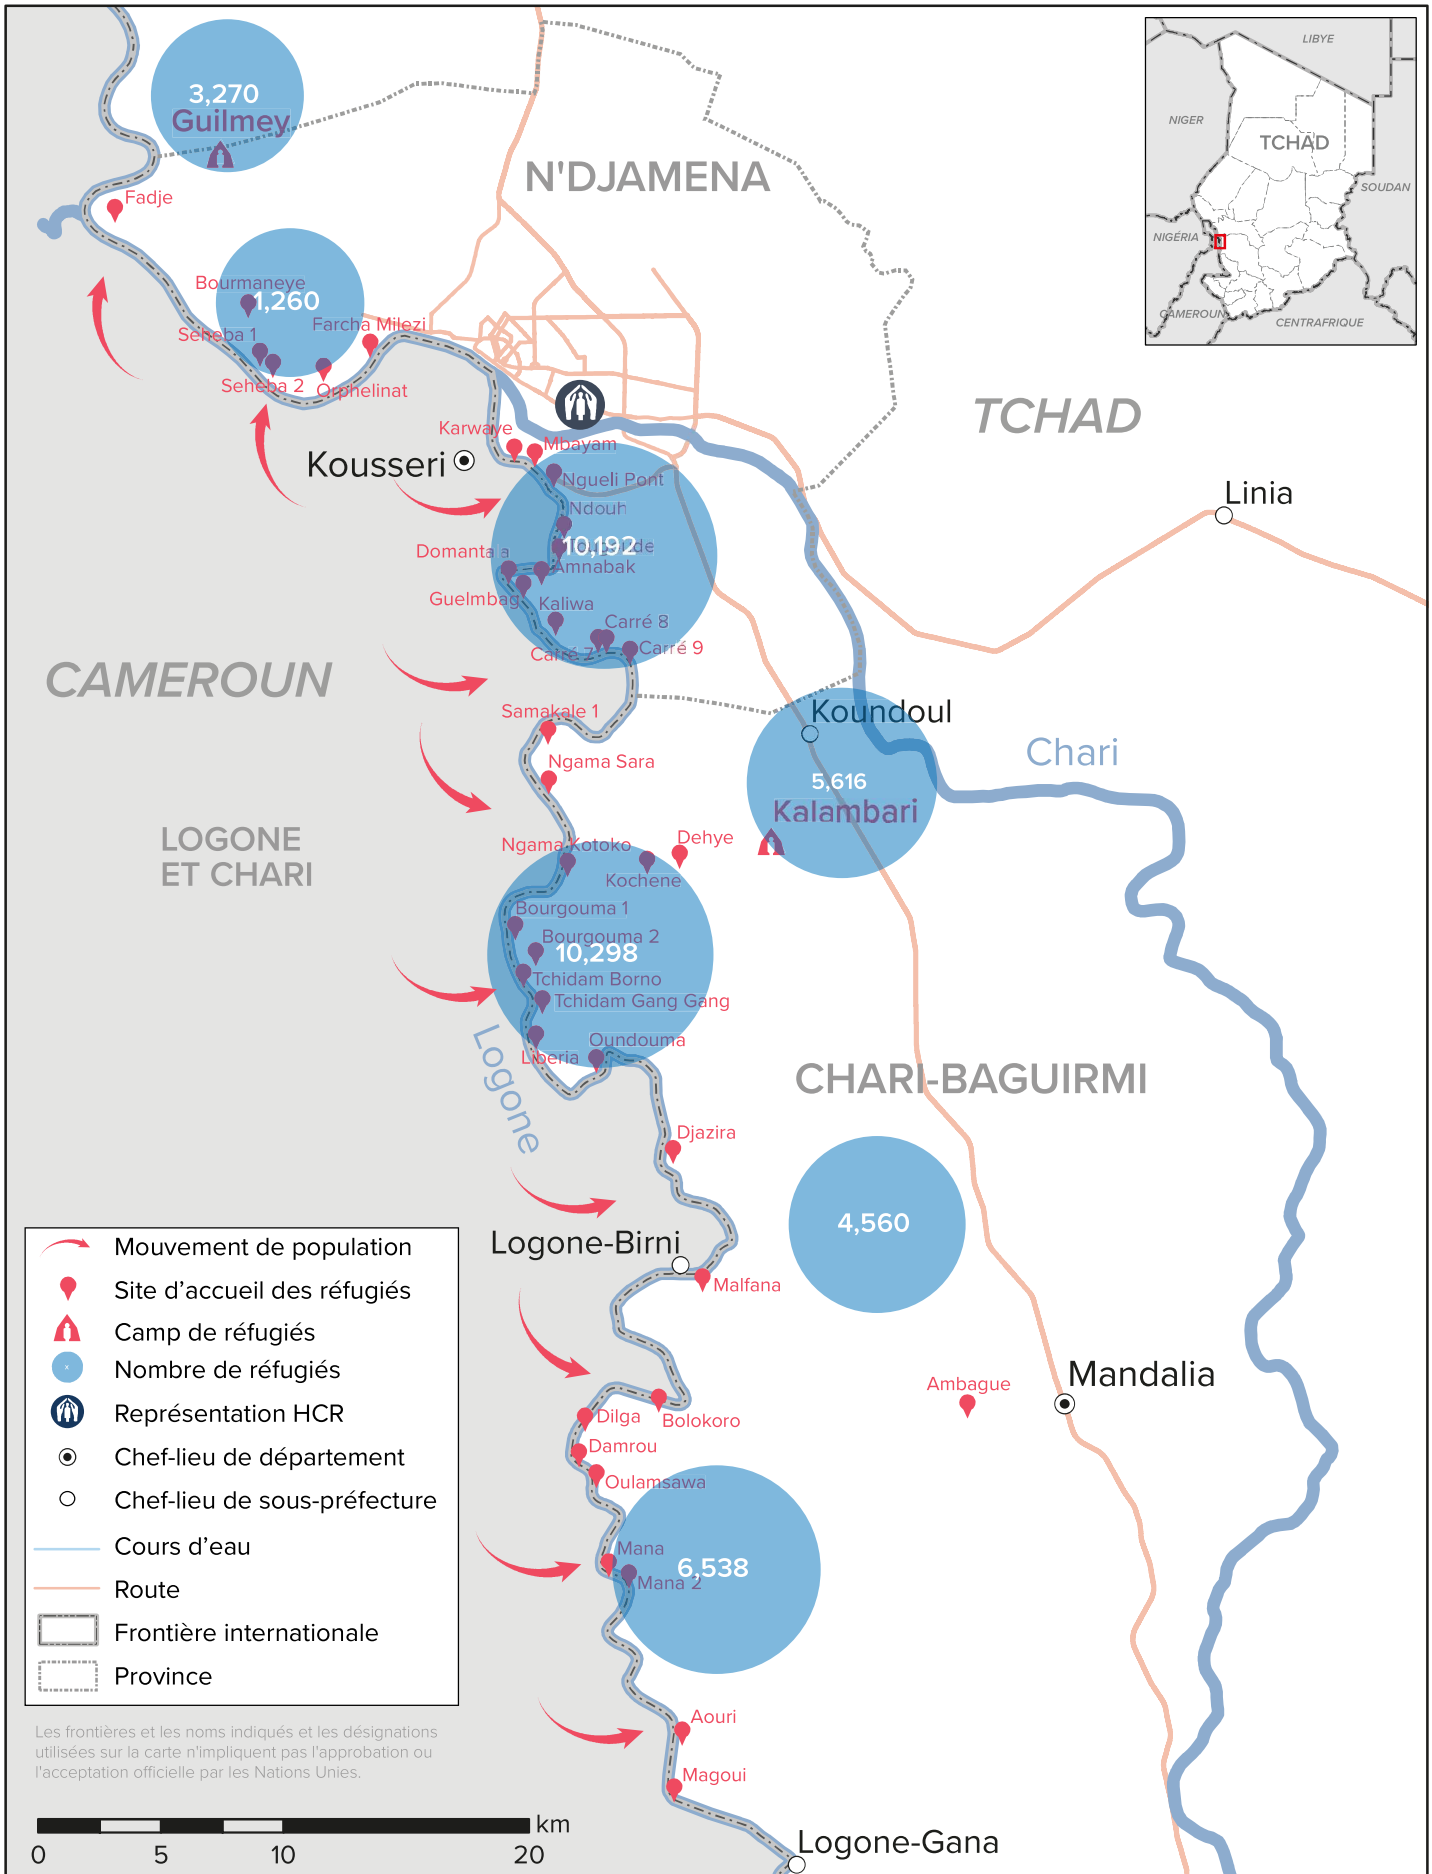 3,270
Guilmey
Fadje
N'DJAMENA
LIBYE
NIGER
TCHAD
SOUDAN
NIGÉRIA
CAMEROUN
CENTRAFRIQUE
Bourmaneye
1,260
Seheba 1
Farcha Milezi
Seheba 2
Orphelinat
TCHAD
Karwaye
Mbayam
Kousseri
Ngueli Pont
Linia
Ndouh
10,192
Domantala
Amnabak
Guelmbag
Kaliwa
Carré 8
Carré 7
Carré 9
CAMEROUN
Samakale 1
Koundoul
Chari
Ngama Sara
5,616
Kalambari
LOGONE
ET CHARI
Ngama Kotoko
Dehye
Kochene
Bourgouma 1
Bourgouma 2
10,298
Tchidam Borno
Tchidam Gang Gang
Oundouma
Liberia
Logone
CHARI-BAGUIRMI
Djazira
4,560
Logone-Birni
Malfana
Mandalia
Ambague
Dilga
Bolokoro
Damrou
Oulamsawa
Mana
6,538
Mana 2
Aouri
Magoui
Logone-Gana
x
Mouvement de population
Site d’accueil des réfugiés
Camp de réfugiés
Nombre de réfugiés
Représentation HCR
Chef-lieu de département
Chef-lieu de sous-préfecture
Cours d’eau
Route
Frontière internationale
Province
Les frontières et les noms indiqués et les désignations
utilisées sur la carte n'impliquent pas l'approbation ou
l'acceptation officielle par les Nations Unies.
km
0 5 10 20